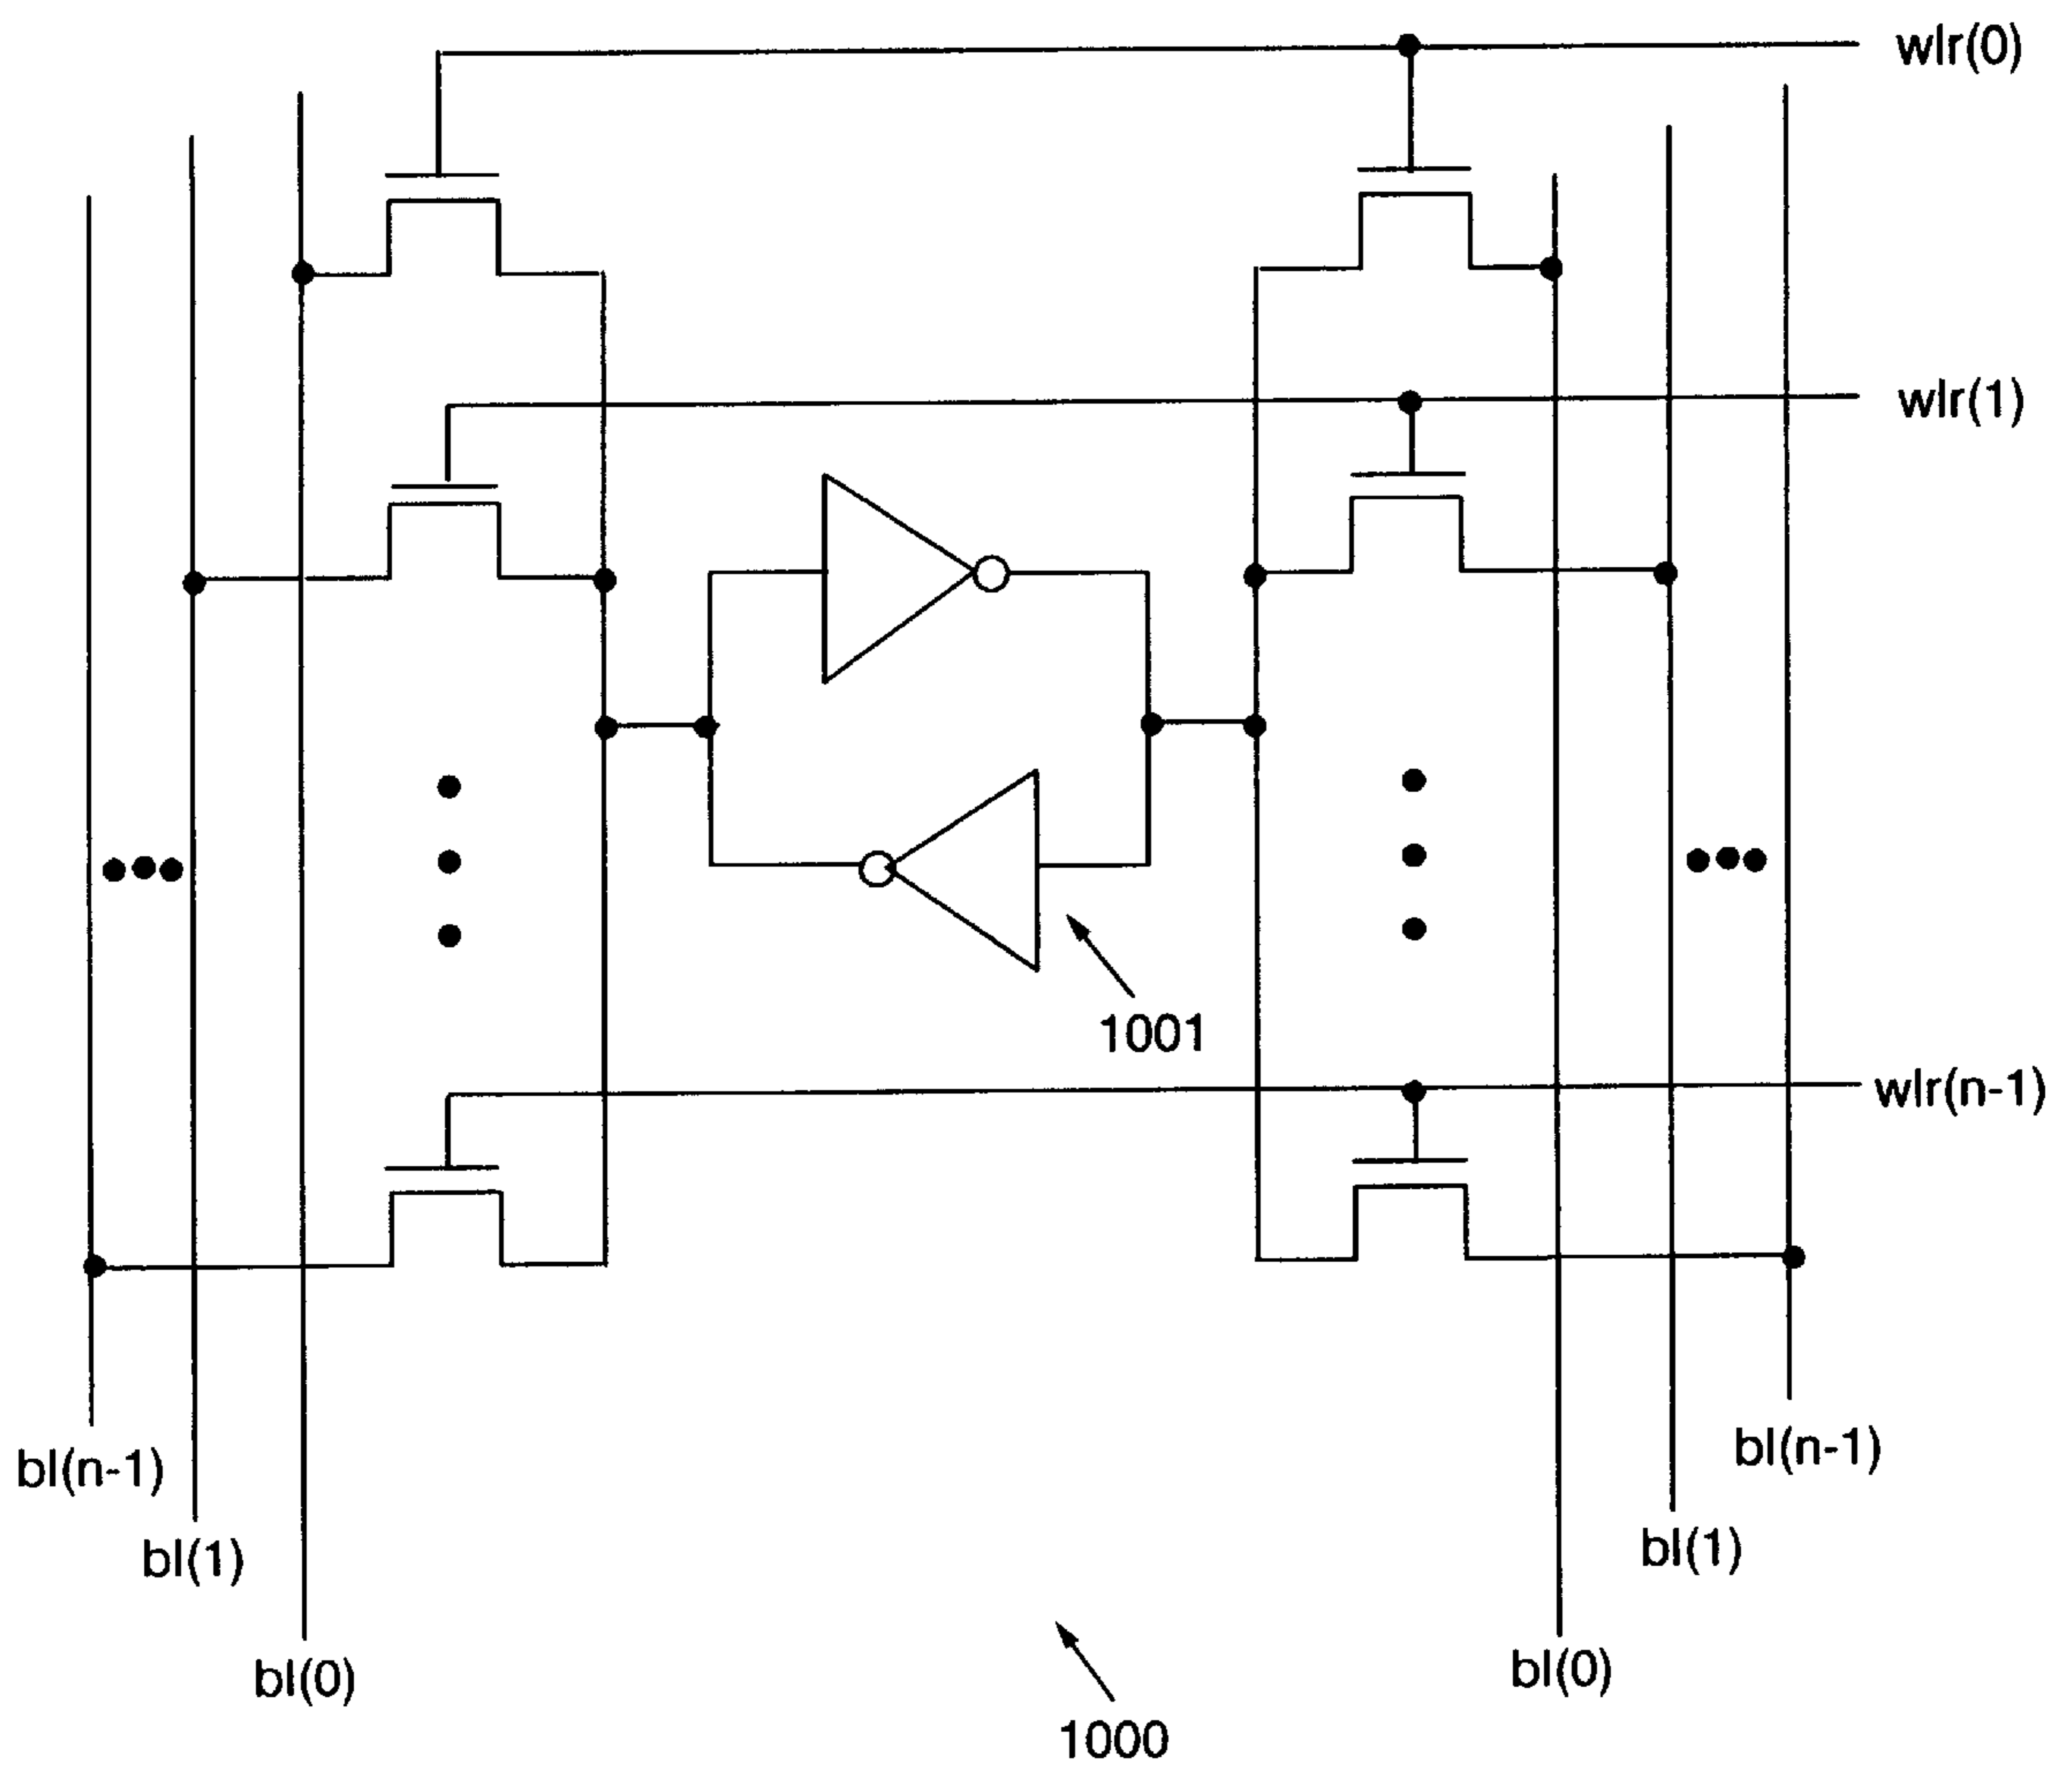 wlr(0)
wlr(1)
1001
wlr(n-1)
bl(n-1)
bl(n-1)
bl(1)
bl(1)
bl(0)
bl(0)
1000